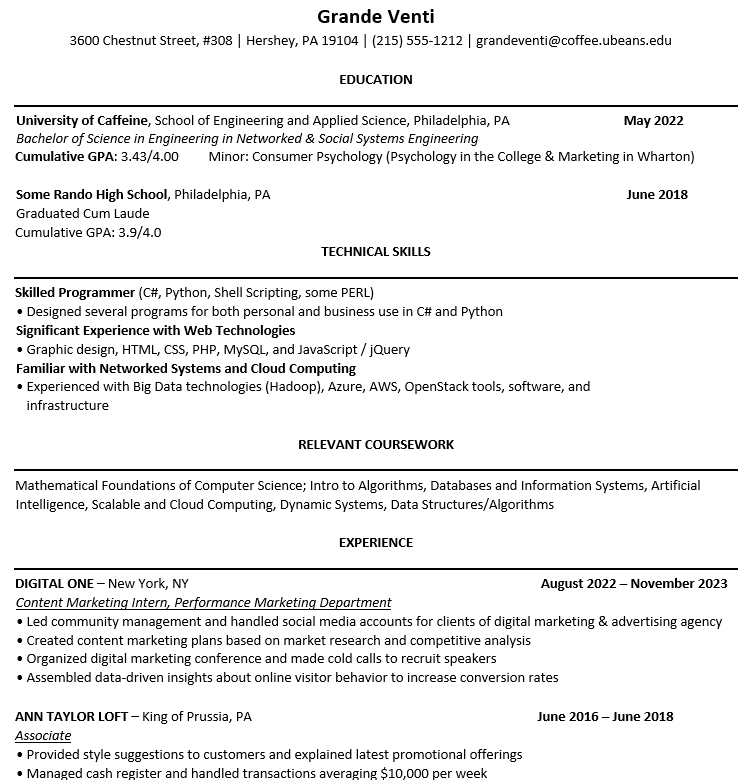 Grande Venti
3600 Chestnut Street, #308 | Hershey, PA 19104 | (215) 555-1212 | grandeventi@coffee.ubeans.edu
EDUCATION
University of Caffeine, School of Engineering and Applied Science, Philadelphia, PA May 2022
Bachelor of Science in Engineering in Networked & Social Systems Engineering
Cumulative GPA: 3.43/4.00 Minor: Consumer Psychology (Psychology in the College & Marketing in Wharton)
Some Rando High School, Philadelphia, PA June 2018
Graduated Cum Laude
Cumulative GPA: 3.9/4.0
TECHNICAL SKILLS
Skilled Programmer (C#, Python, Shell Scripting, some PERL)
• Designed several programs for both personal and business use in C# and Python
Significant Experience with Web Technologies
• Graphic design, HTML, CSS, PHP, MySQL, and JavaScript / jQuery
Familiar with Networked Systems and Cloud Computing
• Experienced with Big Data technologies (Hadoop), Azure, AWS, OpenStack tools, software, and
infrastructure
RELEVANT COURSEWORK
Mathematical Foundations of Computer Science; Intro to Algorithms, Databases and Information Systems, Artificial
Intelligence, Scalable and Cloud Computing, Dynamic Systems, Data Structures/Algorithms
EXPERIENCE
DIGITAL ONE – New York, NY August 2022 – November 2023
Content Marketing Intern, Performance Marketing Department
• Led community management and handled social media accounts for clients of digital marketing & advertising agency
• Created content marketing plans based on market research and competitive analysis
• Organized digital marketing conference and made cold calls to recruit speakers
• Assembled data-driven insights about online visitor behavior to increase conversion rates
ANN TAYLOR LOFT – King of Prussia, PA June 2016 – June 2018
Associate
• Provided style suggestions to customers and explained latest promotional offerings
• Managed cash register and handled transactions averaging $10,000 per week